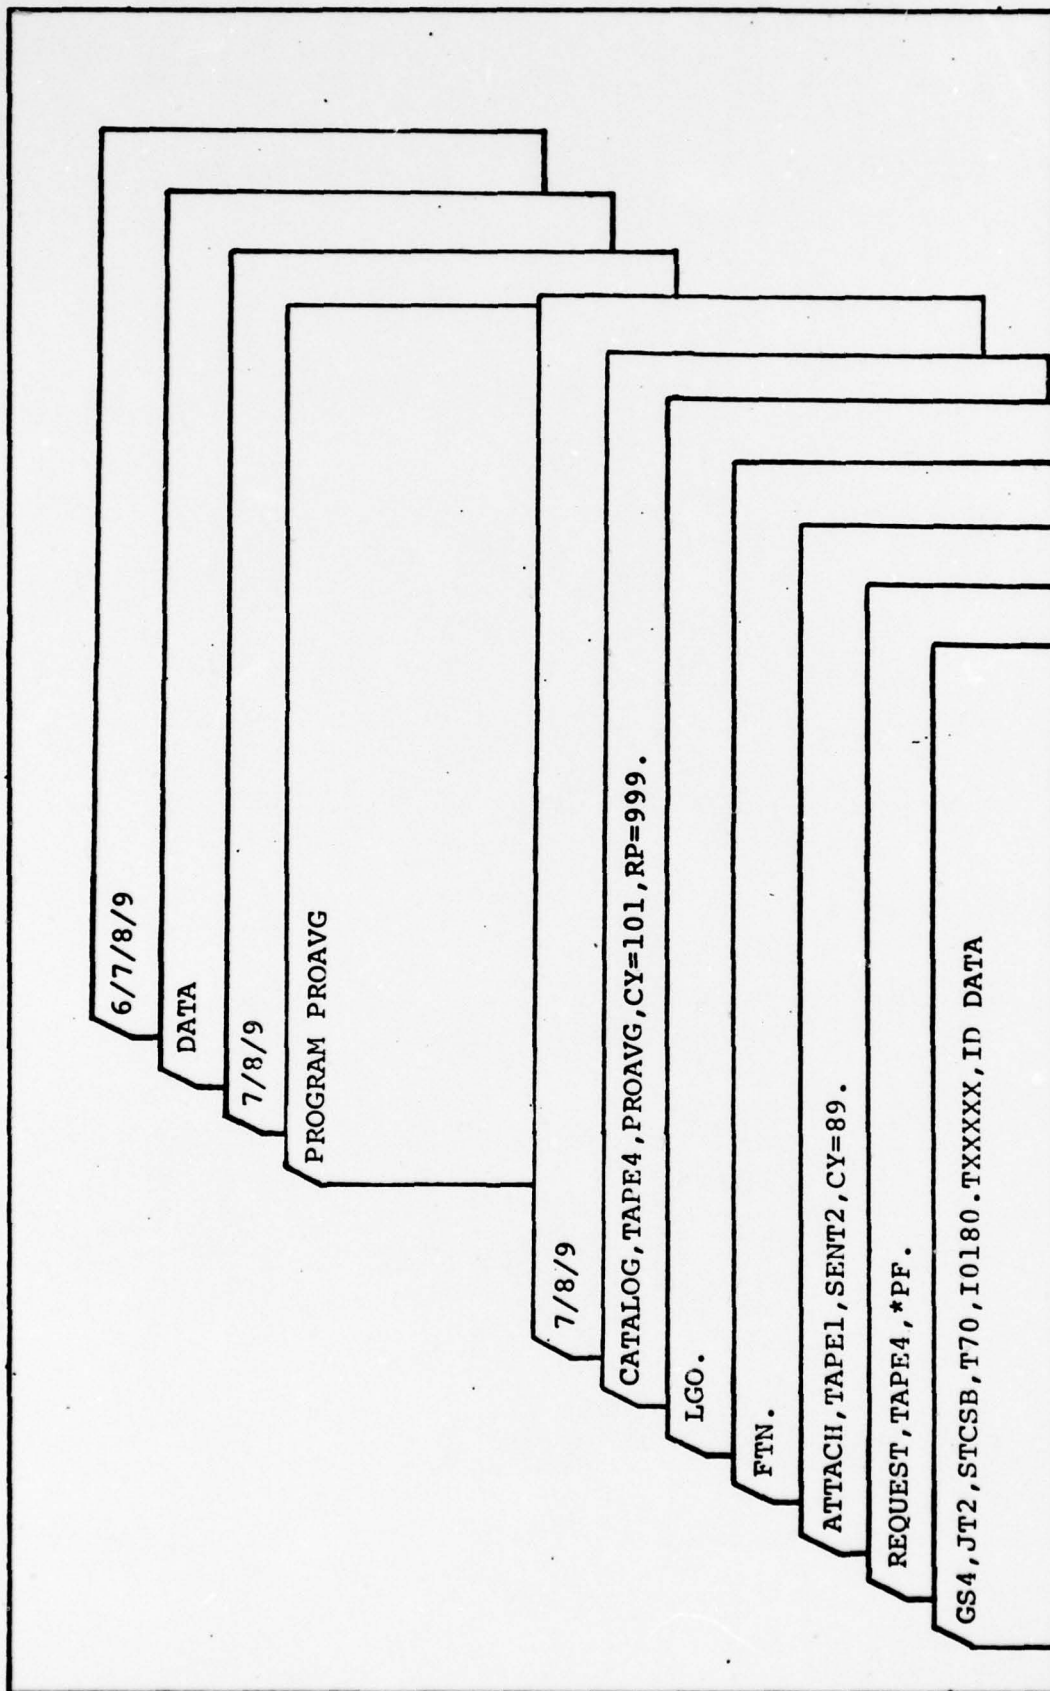 6/7/8/9
DATA
7/8/9
PROGRAM PROAVG
7/8/9
CATALOG,TAPE4,PROAVG,CY=101,RP=999.
LGO.
FTN.
ATTACH,TAPE1,SENT2,CY=89.
REQUEST,TAPE4,*PF.
GS4,JT2,STCSB,T70,IO180.TXXXXX,ID DATA